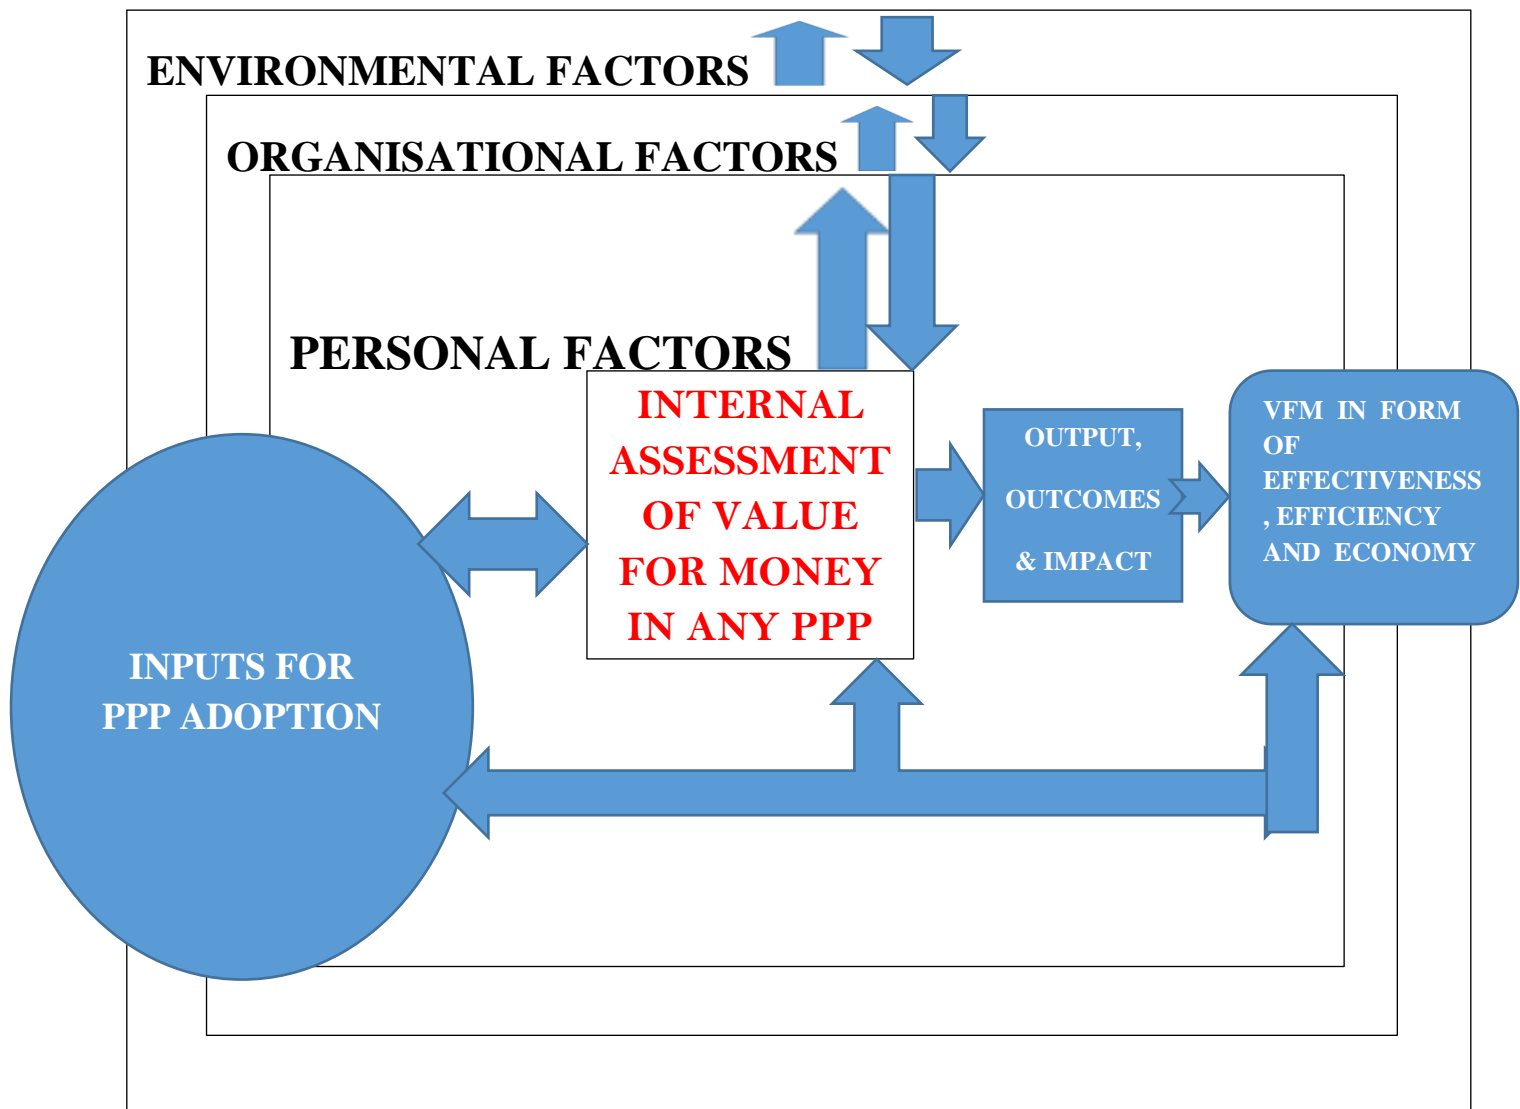 ENVIRONMENTAL FACTORS
ORGANISATIONAL FACTORS
PERSONAL FACTORS
INTERNAL
ASSESSMENT
OF VALUE
FOR MONEY
IN ANY PPP
OUTPUT,
OUTCOMES
& IMPACT
VFM IN FORM
OF
EFFECTIVENESS
, EFFICIENCY
AND ECONOMY
INPUTS FOR
PPP ADOPTION